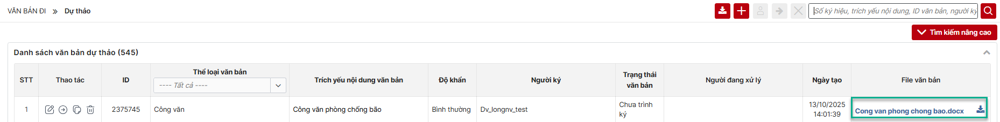 VĂN BẢN ĐI » Dự thảo
Số ký hiệu, trích yếu nội dung, ID văn bản, người ký
Tìm kiếm nâng cao
Danh sách văn bản dự thảo (545)
STT
Thao tác
ID
Thể loại văn bản
---- Tất cả ----
Trích yếu nội dung văn bản
Độ khẩn
Người ký
Trạng thái
văn bản
Người đang xử lý
Ngày tạo
File văn bản
1
2375745
Công văn
Công văn phòng chống bão
Bình thường
Dv_longnv_test
Chưa trình
ký
13/10/2025
14:01:39
Cong van phong chong bao.docx